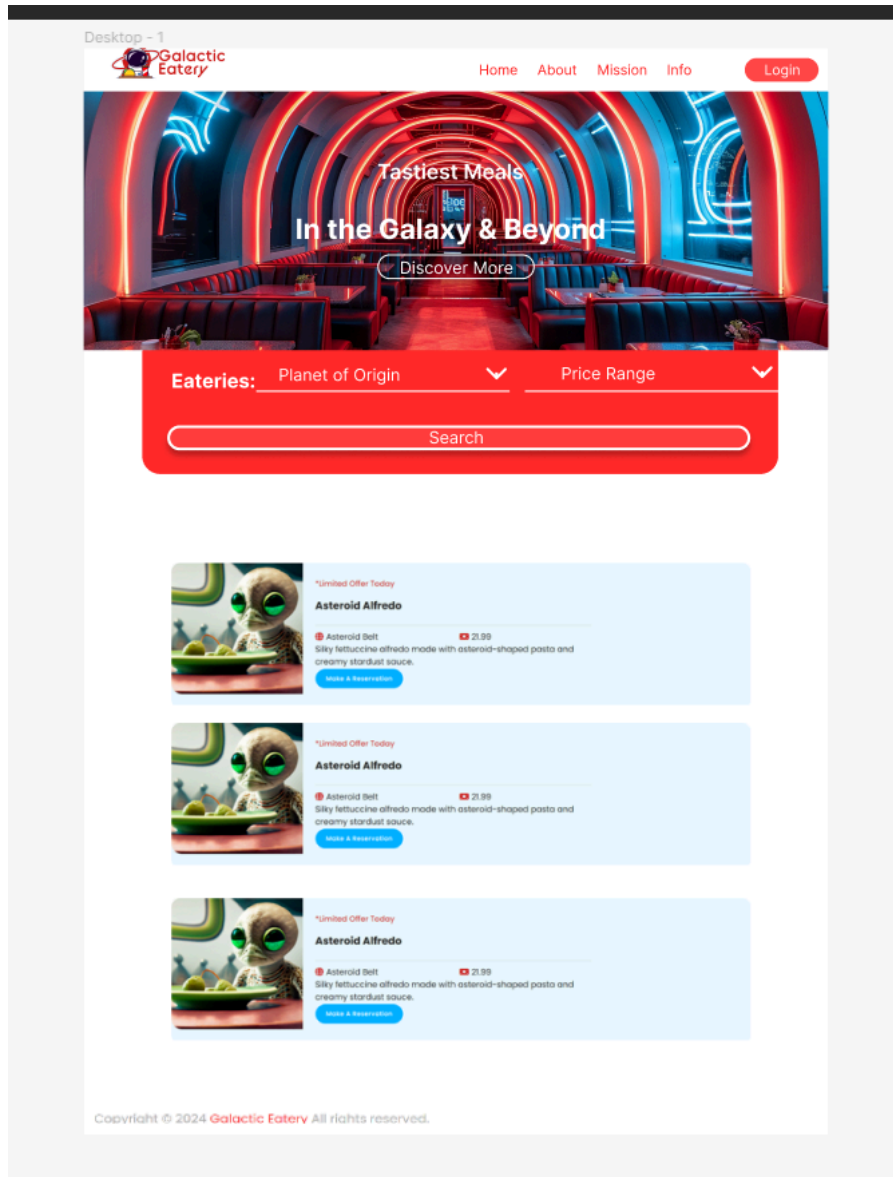 Desktop - 1
Galactic
Eatery
Home About Mission Info Login
Tastiest Meals
In the Galaxy & Beyond
Discover More
Eateries: Planet of Origin Price Range
Search
*Limited Offer Today
Asteroid Alfredo
Asteroid Belt 21.99
Silky fettuccine alfredo made with asteroid-shaped pasta and
creamy stardust sauce.
Make A Reservation
*Limited Offer Today
Asteroid Alfredo
Asteroid Belt 21.99
Silky fettuccine alfredo made with asteroid-shaped pasta and
creamy stardust sauce.
Make A Reservation
*Limited Offer Today
Asteroid Alfredo
Asteroid Belt 21.99
Silky fettuccine alfredo made with asteroid-shaped pasta and
creamy stardust sauce.
Make A Reservation
Copyright © 2024 Galactic Eatery All rights reserved.